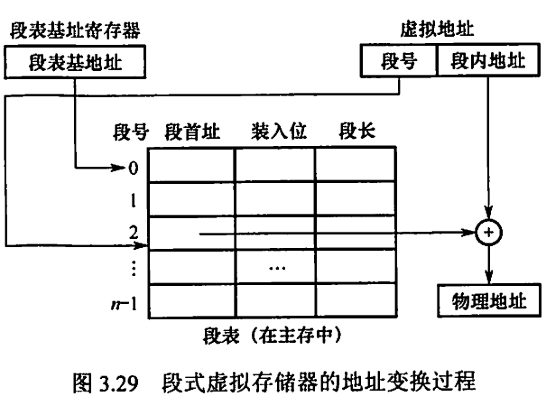 段表基址寄存器
段表基地址
虚拟地址
段号 段内地址
段号 段首址 装入位 段长
0
1
2
⋮ …
n-1
物理地址
段表（在主存中）
图 3.29 段式虚拟存储器的地址变换过程